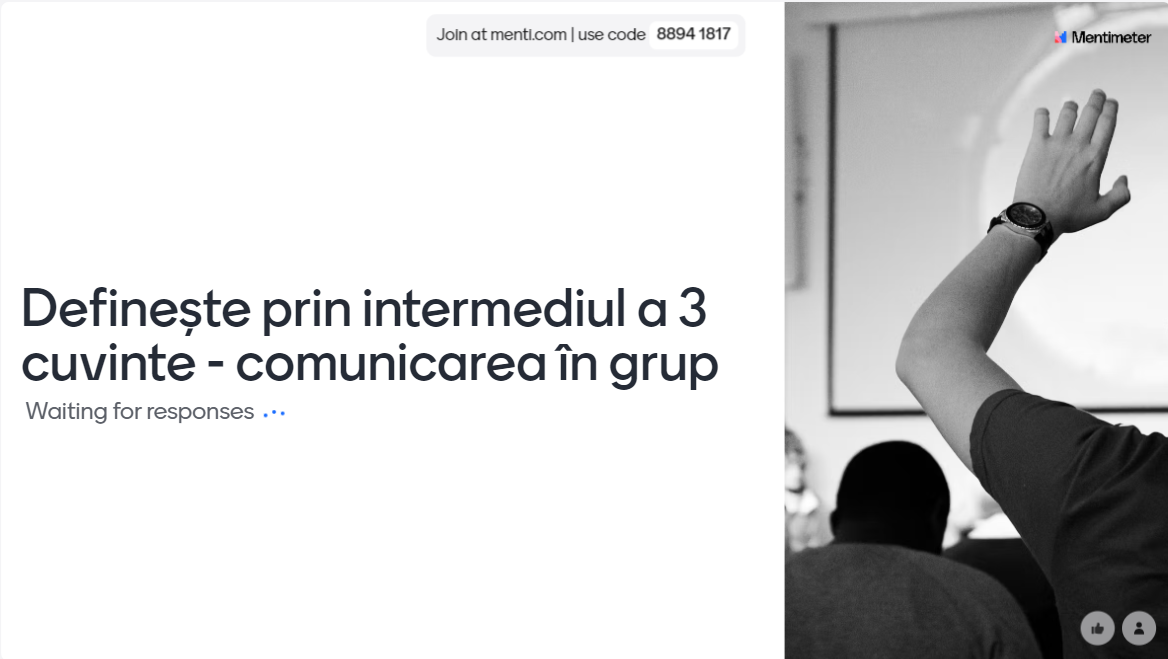 Join at menti.com | use code 8894 1817
Mentimeter
Definește prin intermediul a 3
cuvinte - comunicarea în grup
Waiting for responses